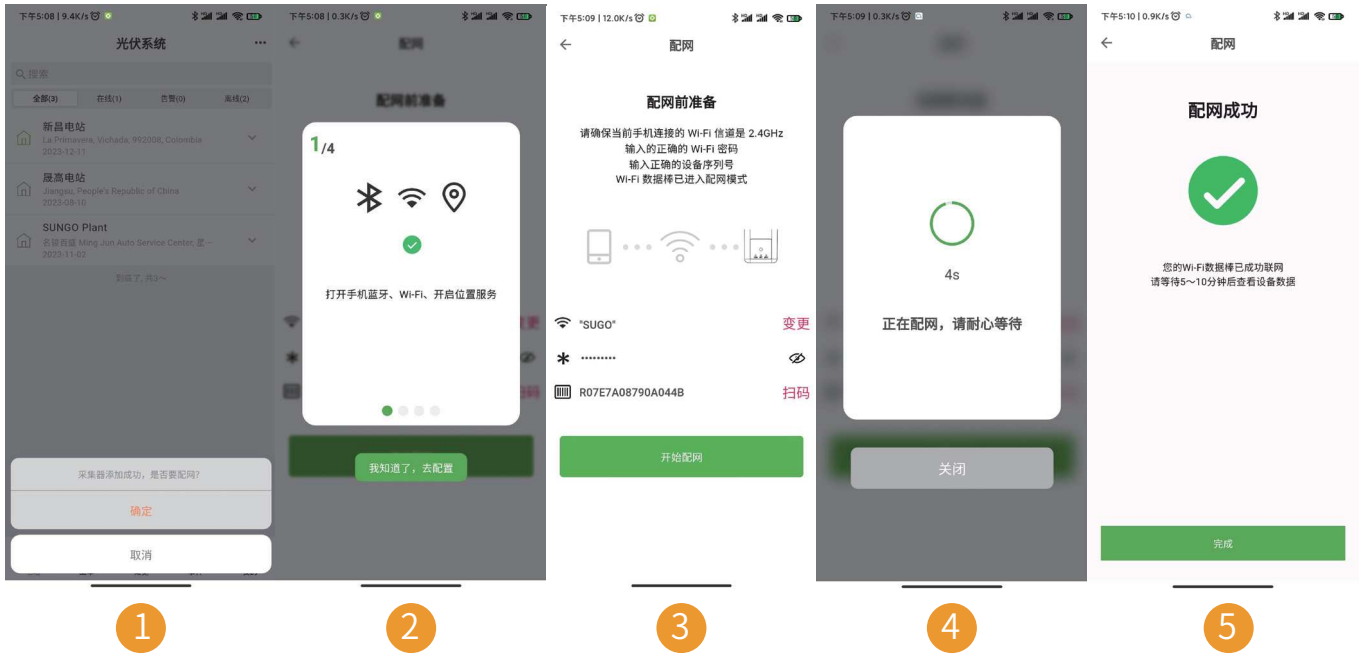 下午5:08 | 9.4K/s
光伏系统
搜索
全部(3) 在线(1) 告警(0) 离线(2)
新昌电站
La Primavera, Vichada, 992008, Colombia
2023-12-11
晟高电站
Jiangsu, People's Republic of China
2023-08-10
SUNGO Plant
Ming Jun Auto Service Center,
2023-11-02
采集器添加成功，是否要配网?
确定
取消
1
下午5:08 | 0.3K/s
配网
配网前准备
1/4
打开手机蓝牙、Wi-Fi、开启位置服务
变更
扫码
我知道了，去配置
2
下午5:09 | 12.0K/s
配网
配网前准备
请确保当前手机连接的 Wi-Fi 信道是 2.4GHz
输入的正确的 Wi-Fi 密码
输入正确的设备序列号
Wi-Fi 数据棒已进入配网模式
"SUGO" 变更
·········
R07E7A08790A044B 扫码
开始配网
3
下午5:09 | 0.3K/s
4s
正在配网，请耐心等待
关闭
4
下午5:10 | 0.9K/s
配网
配网成功
您的Wi-Fi数据棒已成功联网
请等待5～10分钟后查看设备数据
完成
5